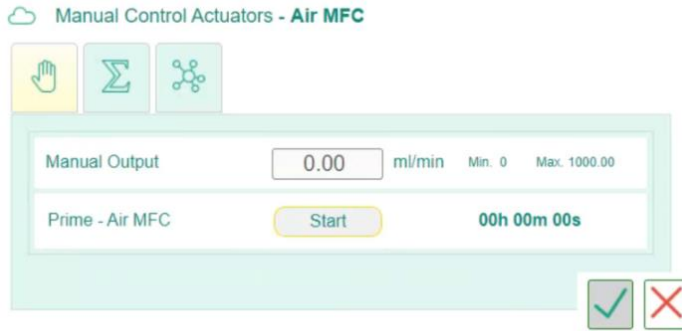 Manual Control Actuators - Air MFC
Σ
Manual Output 0.00 ml/min Min. 0 Max. 1000.00
Prime - Air MFC Start 00h 00m 00s